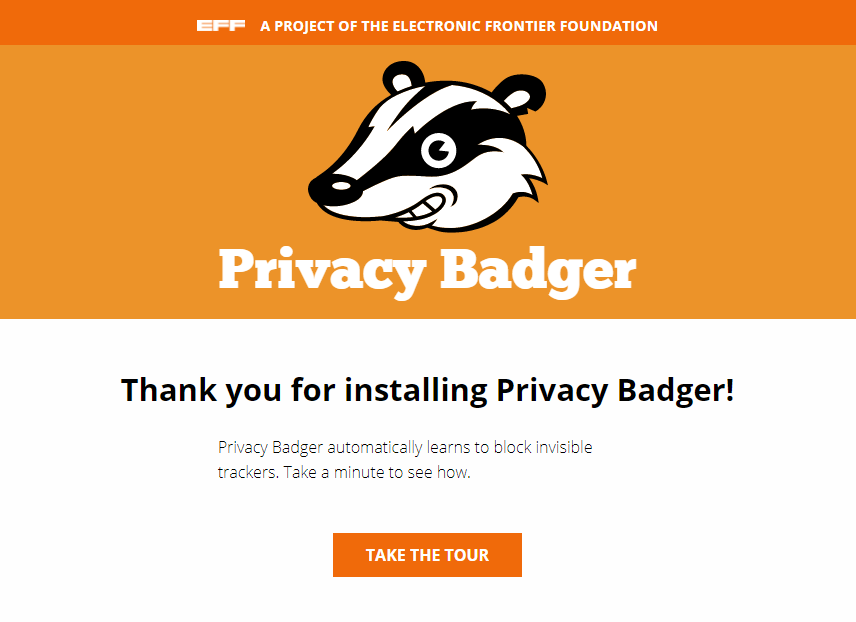 EFF A PROJECT OF THE ELECTRONIC FRONTIER FOUNDATION
Privacy Badger
Thank you for installing Privacy Badger!
Privacy Badger automatically learns to block invisible
trackers. Take a minute to see how.
TAKE THE TOUR